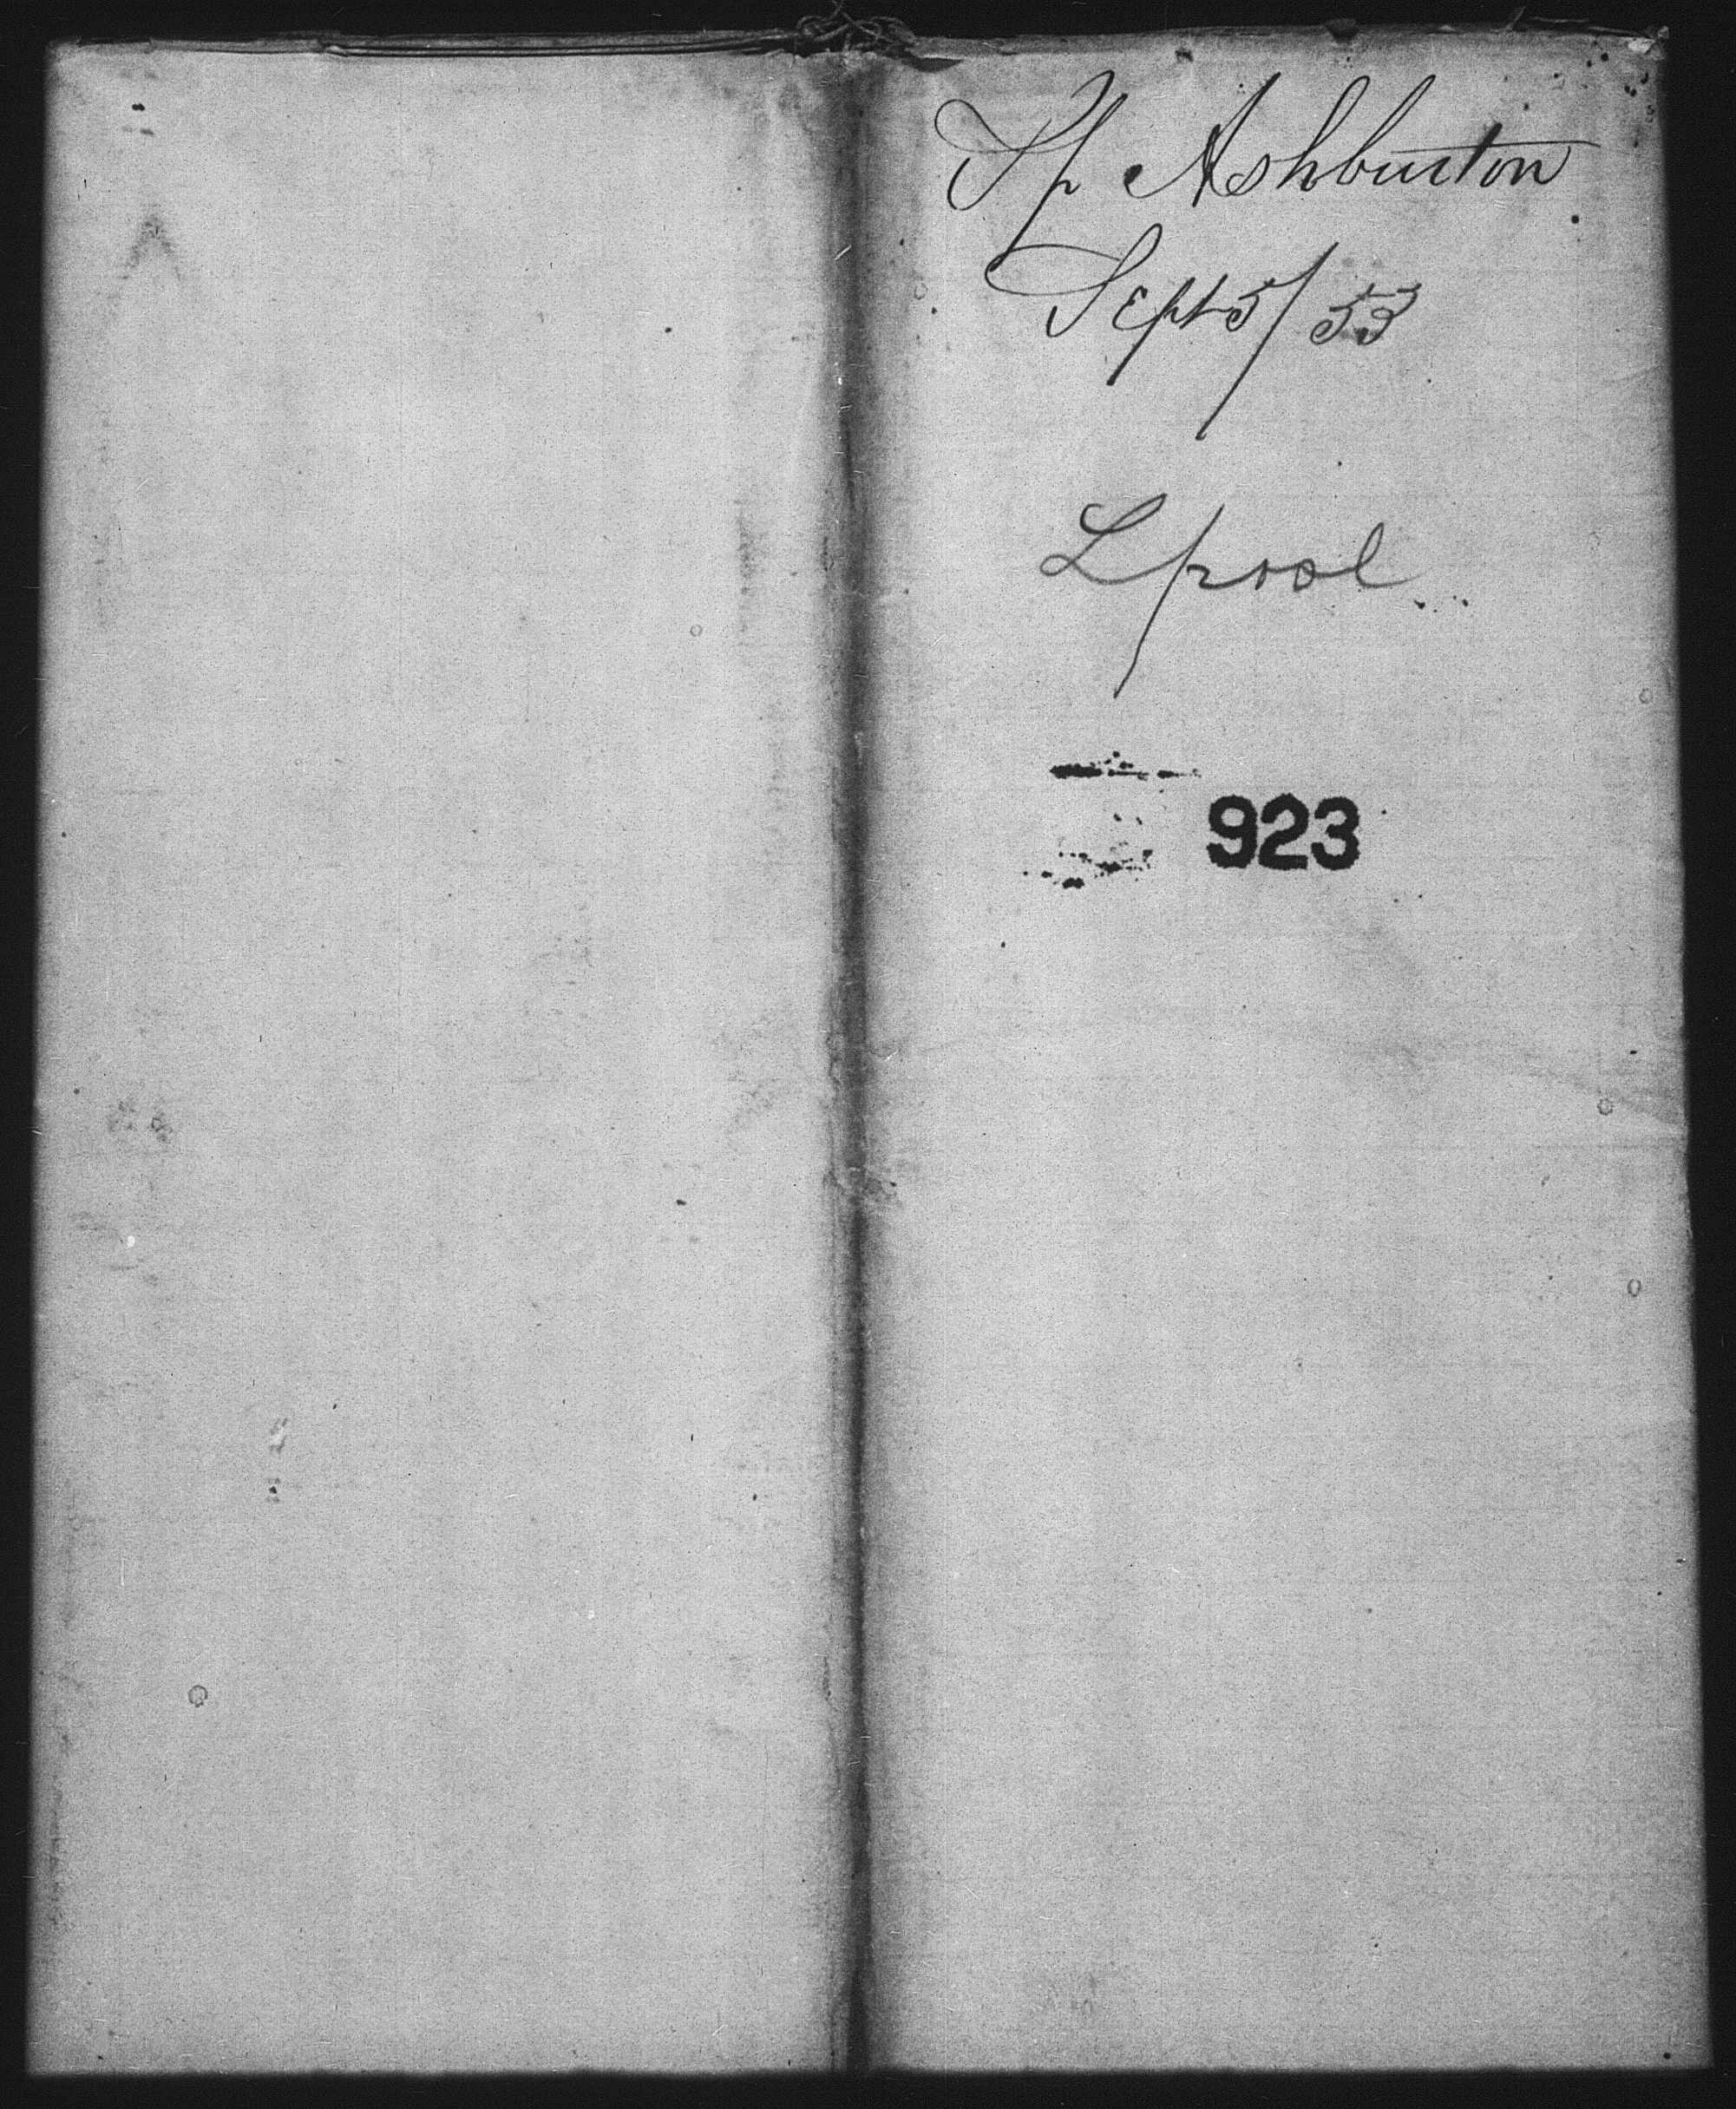 Sp Ashburton
Sept 5/53
Lpool
923